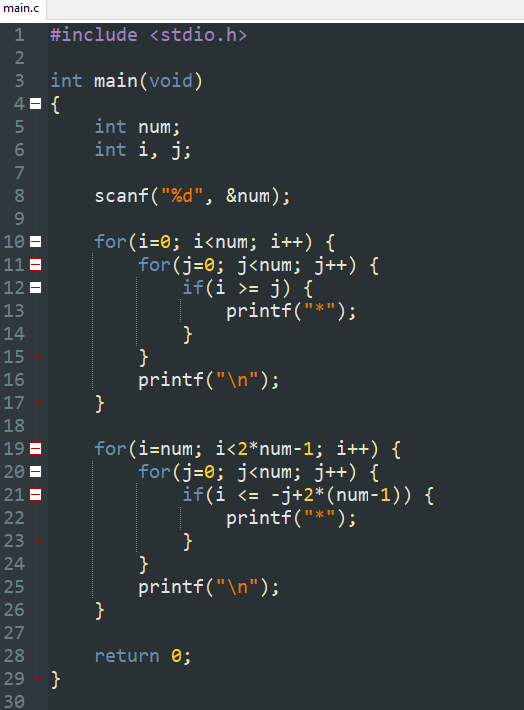 main.c
1 #include <stdio.h>
2
3 int main(void)
4 {
5     int num;
6     int i, j;
7
8     scanf("%d", &num);
9
10     for(i=0; i<num; i++) {
11         for(j=0; j<num; j++) {
12             if(i >= j) {
13                 printf("*");
14             }
15         }
16         printf("\n");
17     }
18
19     for(i=num; i<2*num-1; i++) {
20         for(j=0; j<num; j++) {
21             if(i <= -j+2*(num-1)) {
22                 printf("*");
23             }
24         }
25         printf("\n");
26     }
27
28     return 0;
29 }
30